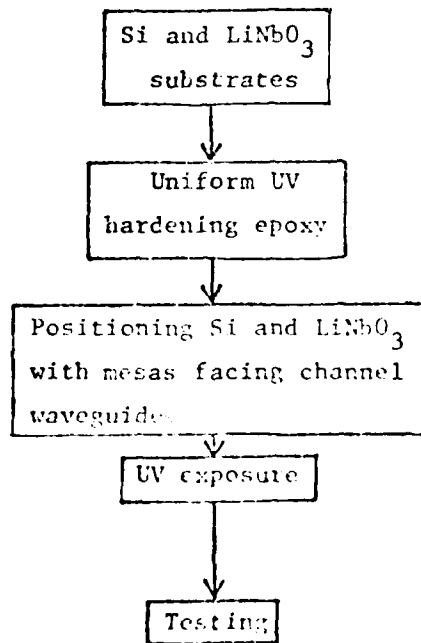 Si and LiNbO3
substrates
Uniform UV
hardening epoxy
Positioning Si and LiNbO3
with mesas facing channel
waveguides
UV exposure
Testing